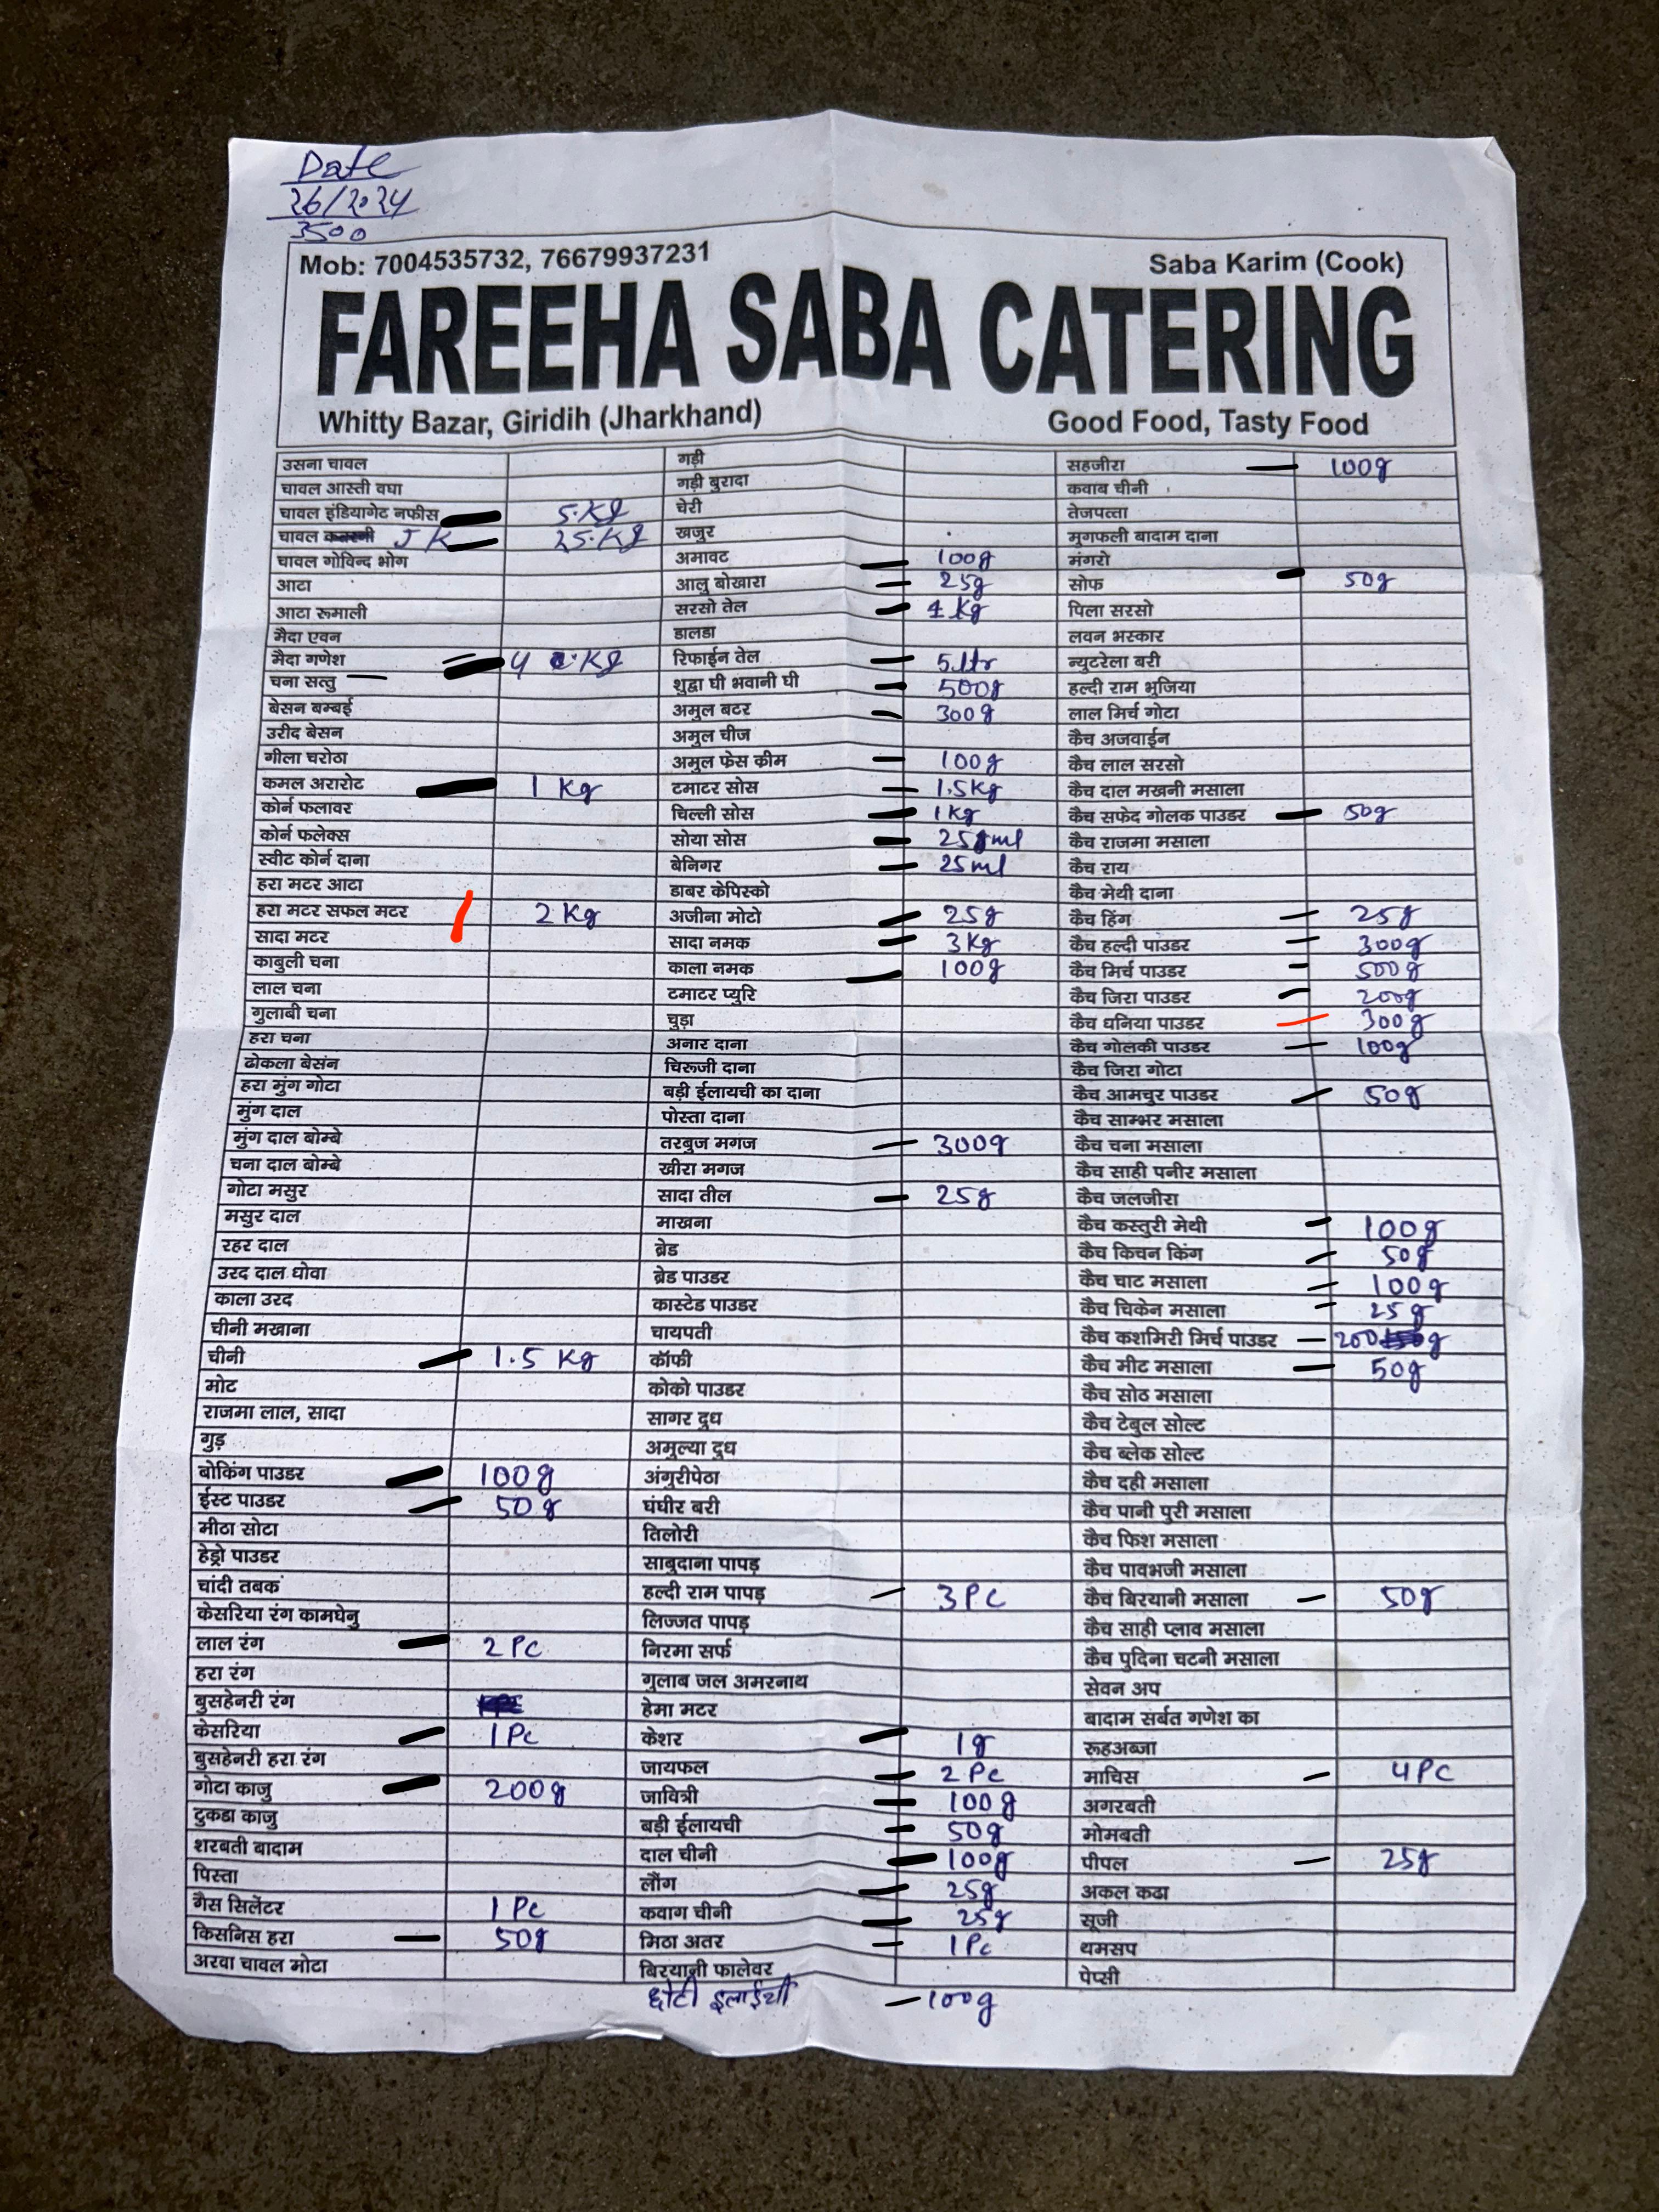 Date
26/2024
3500
Mob: 7004535732, 76679937231
Saba Karim (Cook)
FAREEHA SABA CATERING
Whitty Bazar, Giridih (Jharkhand)
Good Food, Tasty Food
उसना चावल
चावल आस्ती वघा
चावल इंडियागेट नफीस 5.Kg
चावल JK 25.Kg
चावल गोविन्द भोग
आटा
आटा रूमाली
मैदा एवन
मैदा गणेश 4 Kg
चना सत्तु
बेसन बम्बई
उरीद बेसन
गीला चरोठा
कमल अरारोट 1 Kg
कोर्न फलावर
कोर्न फलेक्स
स्वीट कोर्न दाना
हरा मटर आटा
हरा मटर सफल मटर 2 Kg
सादा मटर
काबुली चना
लाल चना
गुलाबी चना
हरा चना
ढोकला बेसंन
हरा मुंग गोटा
मुंग दाल
मुंग दाल बोम्बे
चना दाल बोम्बे
गोटा मसुर
मसुर दाल
रहर दाल
उरद दाल धोवा
काला उरद
चीनी मखाना
चीनी 1.5 Kg
मोट
राजमा लाल, सादा
गुड़
बोकिंग पाउडर 100g
ईस्ट पाउडर 50g
मीठा सोटा
हेड्रो पाउडर
चांदी तबक
केसरिया रंग कामघेनु
लाल रंग 2 Pc
हरा रंग
बुसहेनरी रंग
केसरिया 1Pc
बुसहेनरी हरा रंग
गोटा काजु 200g
टुकडा काजु
शरबती बादाम
पिस्ता
गैस सिलेंटर 1 Pc
किसनिस हरा 50g
अरवा चावल मोटा
गड़ी
गड़ी बुरादा
चेरी
खजुर
अमावट 100g
आलु बोखारा 25g
सरसो तेल 1 Kg
डालडा
रिफाईन तेल 5.ltr
शुद्वा घी भवानी घी 500g
अमुल बटर 300g
अमुल चीज
अमुल फेस क्रीम 100g
टमाटर सोस 1.5Kg
चिल्ली सोस 1Kg
सोया सोस 250ml
बेनिगर 25ml
डाबर केपिस्को
अजीना मोटो 25g
सादा नमक 3Kg
काला नमक 100g
टमाटर प्युरि
चुड़ा
अनार दाना
चिरूजी दाना
बड़ी ईलायची का दाना
पोस्ता दाना
तरबुज मगज 300g
खीरा मगज
सादा तील 25g
माखना
ब्रेड
ब्रेड पाउडर
कास्टेड पाउडर
चायपती
कॉफी
कोको पाउडर
सागर दुध
अमुल्या दुध
अंगुरीपेठा
घंघीर बरी
तिलोरी
साबुदाना पापड़
हल्दी राम पापड़ 3PC
लिज्जत पापड़
निरमा सर्फ
गुलाब जल अमरनाथ
हेमा मटर
केशर 1g
जायफल 2 Pc
जावित्री 100g
बड़ी ईलायची 50g
दाल चीनी 100g
लौंग 25g
कवाग चीनी 25g
मिठा अतर 1Pc
बिरयानी फालेवर
छोटी इलाईची 100g
सहजीरा 100g
कवाब चीनी
तेजपत्ता
मुगफली बादाम दाना
मंगरो
सोफ 50g
पिला सरसो
लवन भस्कार
न्युटरेला बरी
हल्दी राम भुजिया
लाल मिर्च गोटा
कैच अजवाईन
कैच लाल सरसो
कैच दाल मखनी मसाला
कैच सफेद गोलक पाउडर 50g
कैच राजमा मसाला
कैच राय
कैच मेथी दाना
कैच हिंग 25g
कैच हल्दी पाउडर 300g
कैच मिर्च पाउडर 500g
कैच जिरा पाउडर 200g
कैच धनिया पाउडर 300g
कैच गोलकी पाउडर 100g
कैच जिरा गोटा
कैच आमचुर पाउडर 50g
कैच साम्भर मसाला
कैच चना मसाला
कैच साही पनीर मसाला
कैच जलजीरा
कैच कस्तुरी मेथी 100g
कैच किचन किंग 50g
कैच चाट मसाला 100g
कैच चिकेन मसाला 25g
कैच कशमिरी मिर्च पाउडर 200 g
कैच मीट मसाला 50g
कैच सोठ मसाला
कैच टेबुल सोल्ट
कैच ब्लेक सोल्ट
कैच दही मसाला
कैच पानी पुरी मसाला
कैच फिश मसाला
कैच पावभजी मसाला
कैच बिरयानी मसाला 50g
कैच साही प्लाव मसाला
कैच पुदिना चटनी मसाला
सेवन अप
बादाम सर्बत गणेश का
रूहअब्जा
माचिस 4PC
अगरबती
मोमबती
पीपल 25g
अकल कढा
सूजी
थमसप
पेप्सी